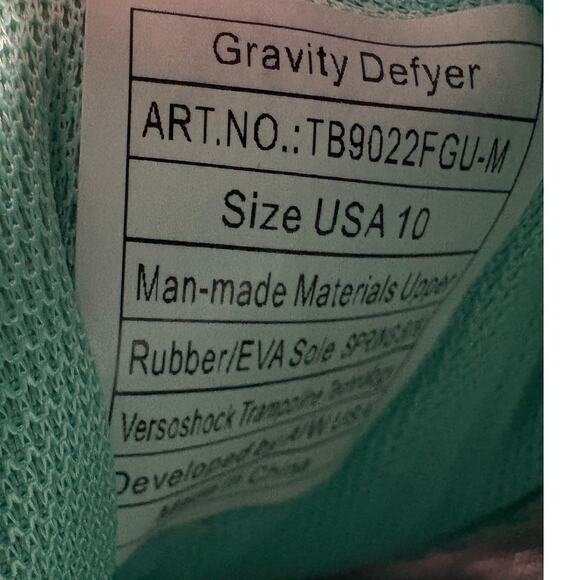 Gravity Defyer
ART.NO.:TB9022FGU-M
Size USA 10
Man-made Materials Upper
Rubber/EVA Sole
Versoshock Trampoline Technology
Developed by:
Made in China